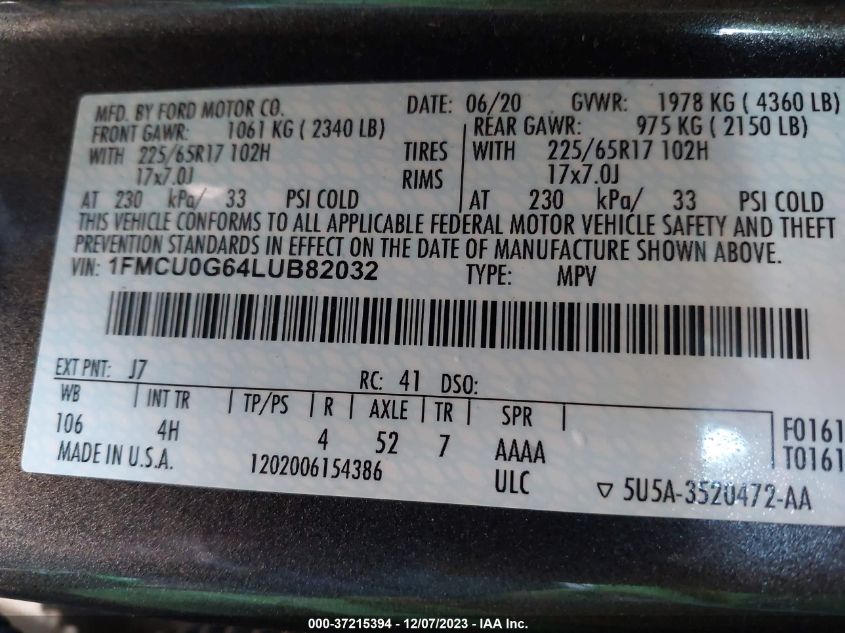 MFD. BY FORD MOTOR CO. DATE: 06/20 GVWR: 1978 KG ( 4360 LB)
FRONT GAWR: 1061 KG ( 2340 LB) REAR GAWR: 975 KG ( 2150 LB)
WITH 225/65R17 102H TIRES WITH 225/65R17 102H
17x7.0J RIMS 17x7.0J
AT 230 kPa/ 33 PSI COLD AT 230 kPa/ 33 PSI COLD
THIS VEHICLE CONFORMS TO ALL APPLICABLE FEDERAL MOTOR VEHICLE SAFETY AND THEFT
PREVENTION STANDARDS IN EFFECT ON THE DATE OF MANUFACTURE SHOWN ABOVE.
VIN: 1FMCU0G64LUB82032 TYPE: MPV
EXT PNT: J7 RC: 41 DSO:
WB INT TR TP/PS R AXLE TR SPR
106 4H 4 52 7 AAAA F0161
MADE IN U.S.A. 1202006154386 ULC T0161
▽ 5U5A-3520472-AA
000-37215394 - 12/07/2023 - IAA Inc.